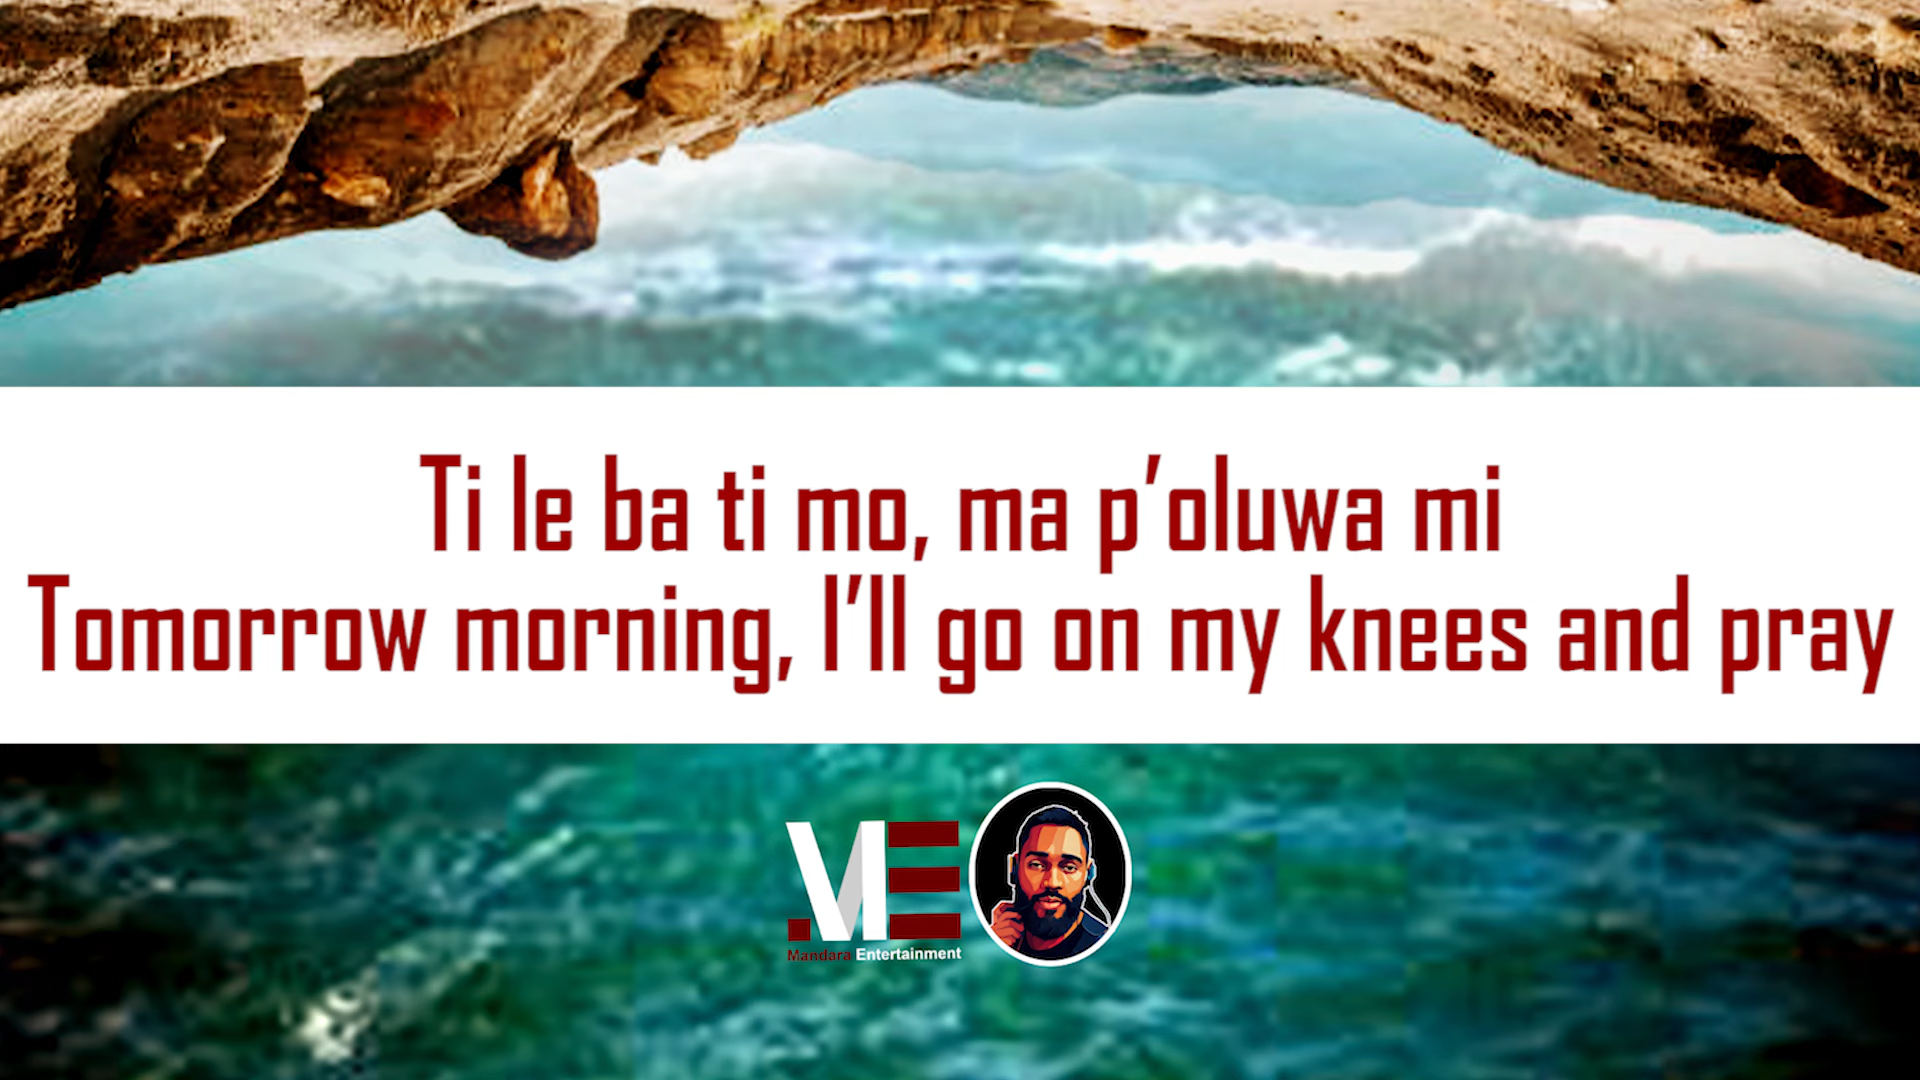 Ti le ba ti mo, ma p’oluwa mi
Tomorrow morning, I’ll go on my knees and pray
ME
Mandara Entertainment